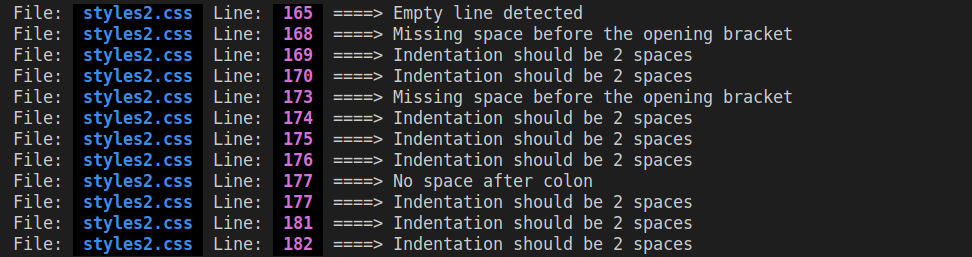 File: styles2.css Line: 165 ====> Empty line detected
File: styles2.css Line: 168 ====> Missing space before the opening bracket
File: styles2.css Line: 169 ====> Indentation should be 2 spaces
File: styles2.css Line: 170 ====> Indentation should be 2 spaces
File: styles2.css Line: 173 ====> Missing space before the opening bracket
File: styles2.css Line: 174 ====> Indentation should be 2 spaces
File: styles2.css Line: 175 ====> Indentation should be 2 spaces
File: styles2.css Line: 176 ====> Indentation should be 2 spaces
File: styles2.css Line: 177 ====> No space after colon
File: styles2.css Line: 177 ====> Indentation should be 2 spaces
File: styles2.css Line: 181 ====> Indentation should be 2 spaces
File: styles2.css Line: 182 ====> Indentation should be 2 spaces